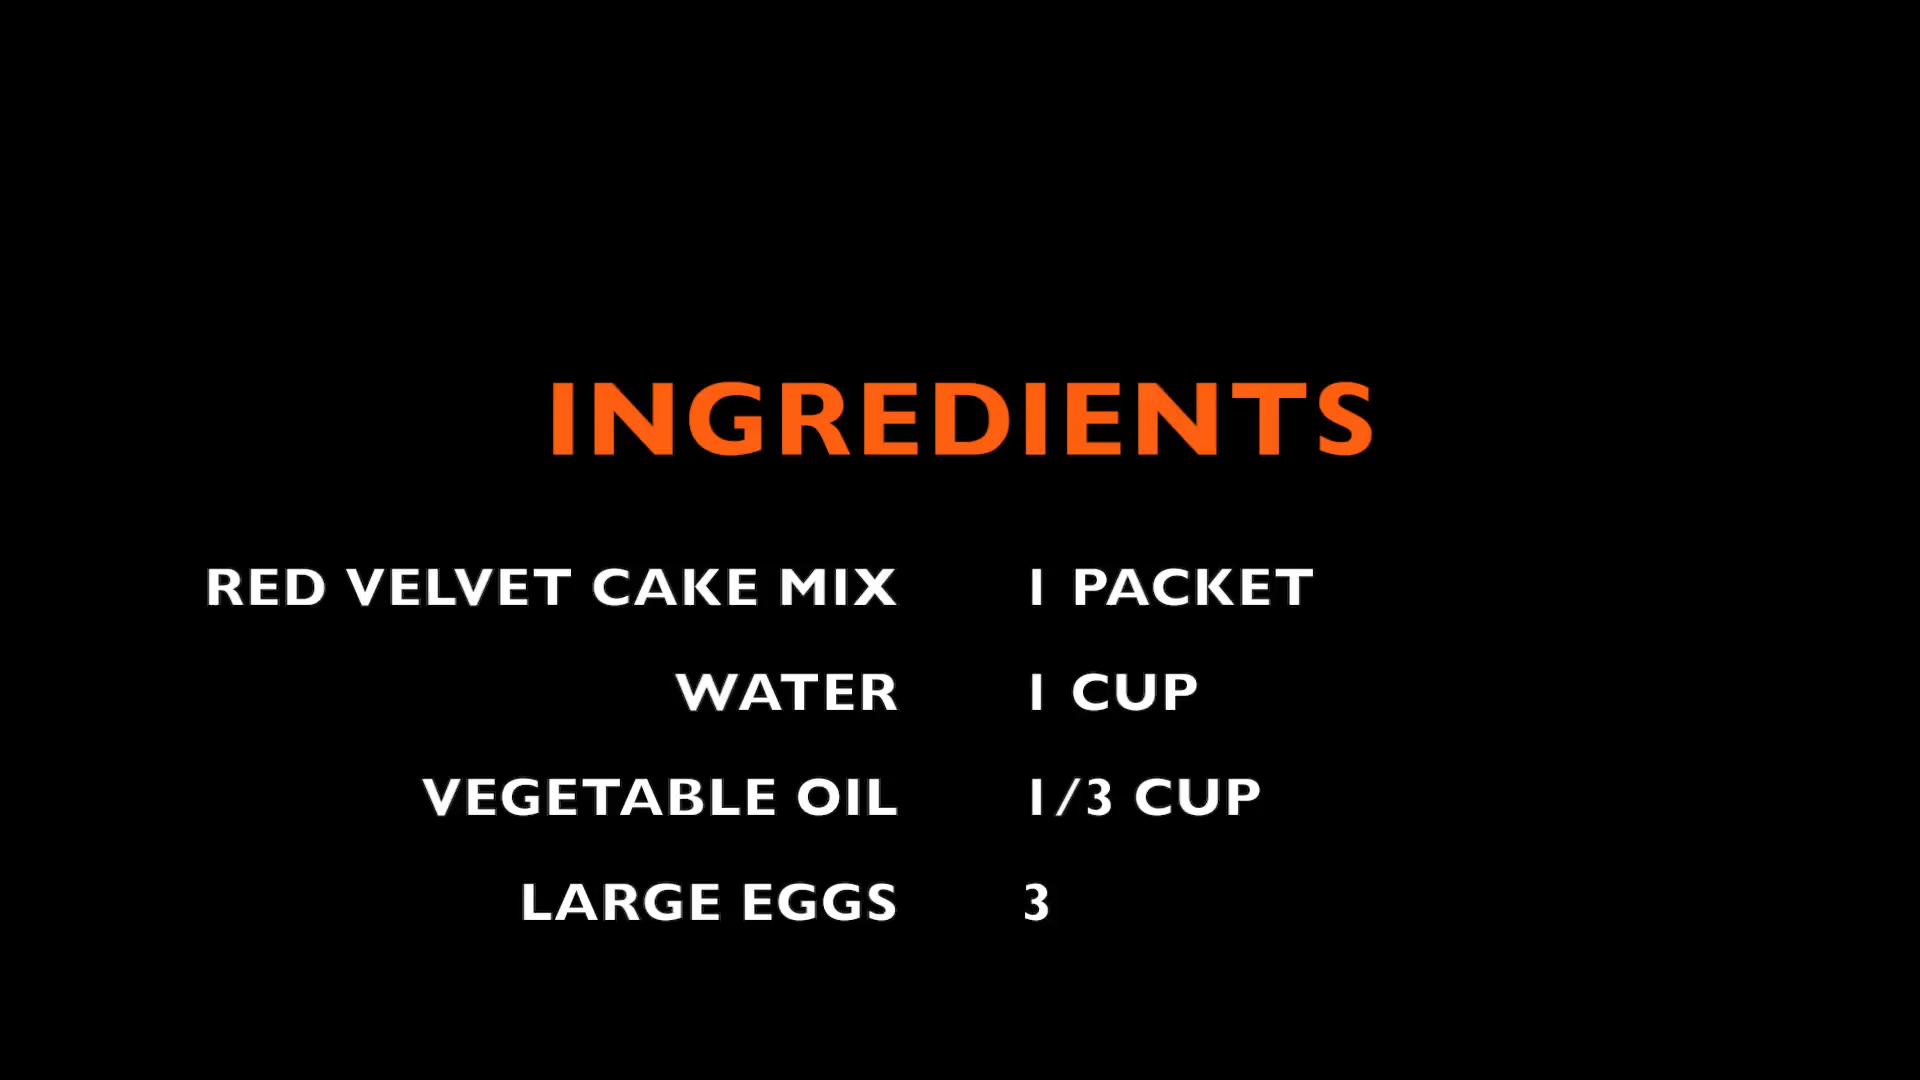 INGREDIENTS
RED VELVET CAKE MIX 1 PACKET
WATER 1 CUP
VEGETABLE OIL 1/3 CUP
LARGE EGGS 3